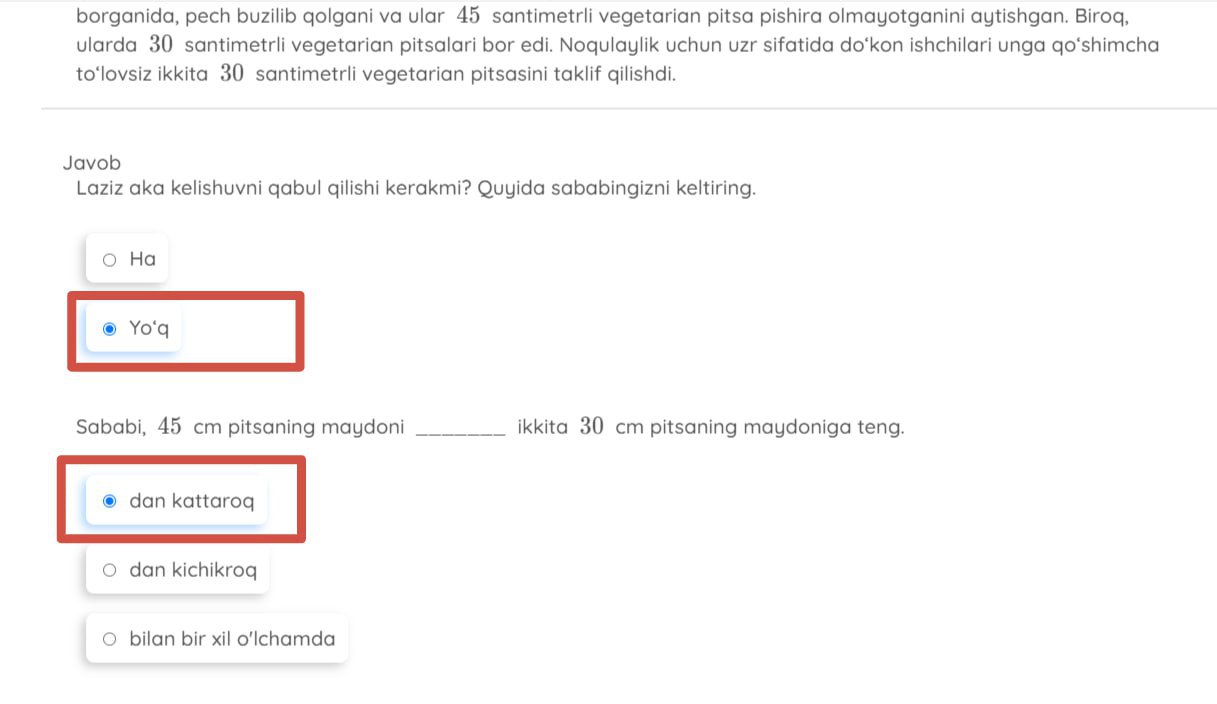 borganida, pech buzilib qolgani va ular 45 santimetrli vegetarian pitsa pishira olmayotganini aytishgan. Biroq,
ularda 30 santimetrli vegetarian pitsalari bor edi. Noqulaylik uchun uzr sifatida do‘kon ishchilari unga qo‘shimcha
to‘lovsiz ikkita 30 santimetrli vegetarian pitsasini taklif qilishdi.
Javob
Laziz aka kelishuvni qabul qilishi kerakmi? Quyida sababingizni keltiring.
Ha
Yo‘q
Sababi, 45 cm pitsaning maydoni ________ ikkita 30 cm pitsaning maydoniga teng.
dan kattaroq
dan kichikroq
bilan bir xil o'lchamda